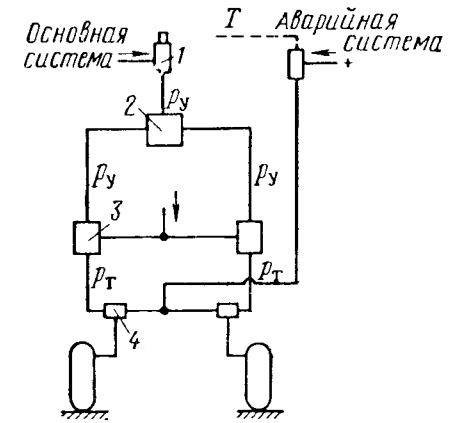 Основная
система
1
T Аварийная
система
+
pу
2
pу
pу
3
pт
pт
4